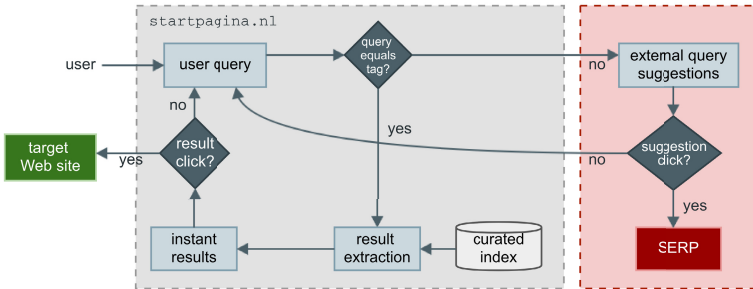 startpagina.nl
user
user query
query
equals
tag?
no
external query
suggestions
no
yes
target
Web site
yes
result
click?
no
suggestion
click?
yes
instant
results
result
extraction
curated
index
SERP